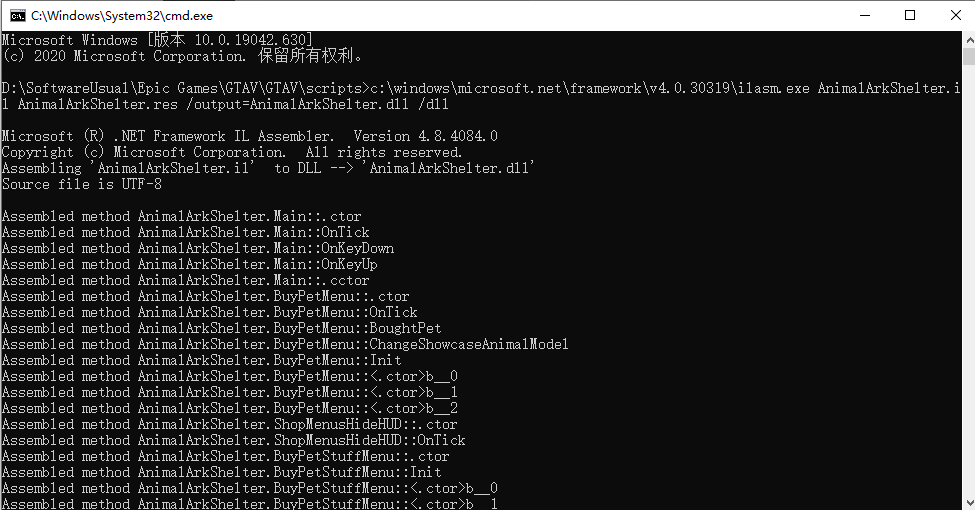 C:\Windows\System32\cmd.exe
Microsoft Windows [版本 10.0.19042.630]
(c) 2020 Microsoft Corporation. 保留所有权利。
D:\SoftwareUsual\Epic Games\GTAV\GTAV\scripts>c:\windows\microsoft.net\framework\v4.0.30319\ilasm.exe AnimalArkShelter.i
l AnimalArkShelter.res /output=AnimalArkShelter.dll /dll
Microsoft (R) .NET Framework IL Assembler.  Version 4.8.4084.0
Copyright (c) Microsoft Corporation.  All rights reserved.
Assembling 'AnimalArkShelter.il'  to DLL --> 'AnimalArkShelter.dll'
Source file is UTF-8
Assembled method AnimalArkShelter.Main::.ctor
Assembled method AnimalArkShelter.Main::OnTick
Assembled method AnimalArkShelter.Main::OnKeyDown
Assembled method AnimalArkShelter.Main::OnKeyUp
Assembled method AnimalArkShelter.Main::.cctor
Assembled method AnimalArkShelter.BuyPetMenu::.ctor
Assembled method AnimalArkShelter.BuyPetMenu::OnTick
Assembled method AnimalArkShelter.BuyPetMenu::BoughtPet
Assembled method AnimalArkShelter.BuyPetMenu::ChangeShowcaseAnimalModel
Assembled method AnimalArkShelter.BuyPetMenu::Init
Assembled method AnimalArkShelter.BuyPetMenu::<.ctor>b__0
Assembled method AnimalArkShelter.BuyPetMenu::<.ctor>b__1
Assembled method AnimalArkShelter.BuyPetMenu::<.ctor>b__2
Assembled method AnimalArkShelter.ShopMenusHideHUD::.ctor
Assembled method AnimalArkShelter.ShopMenusHideHUD::OnTick
Assembled method AnimalArkShelter.BuyPetStuffMenu::.ctor
Assembled method AnimalArkShelter.BuyPetStuffMenu::Init
Assembled method AnimalArkShelter.BuyPetStuffMenu::<.ctor>b__0
Assembled method AnimalArkShelter.BuyPetStuffMenu::<.ctor>b__1